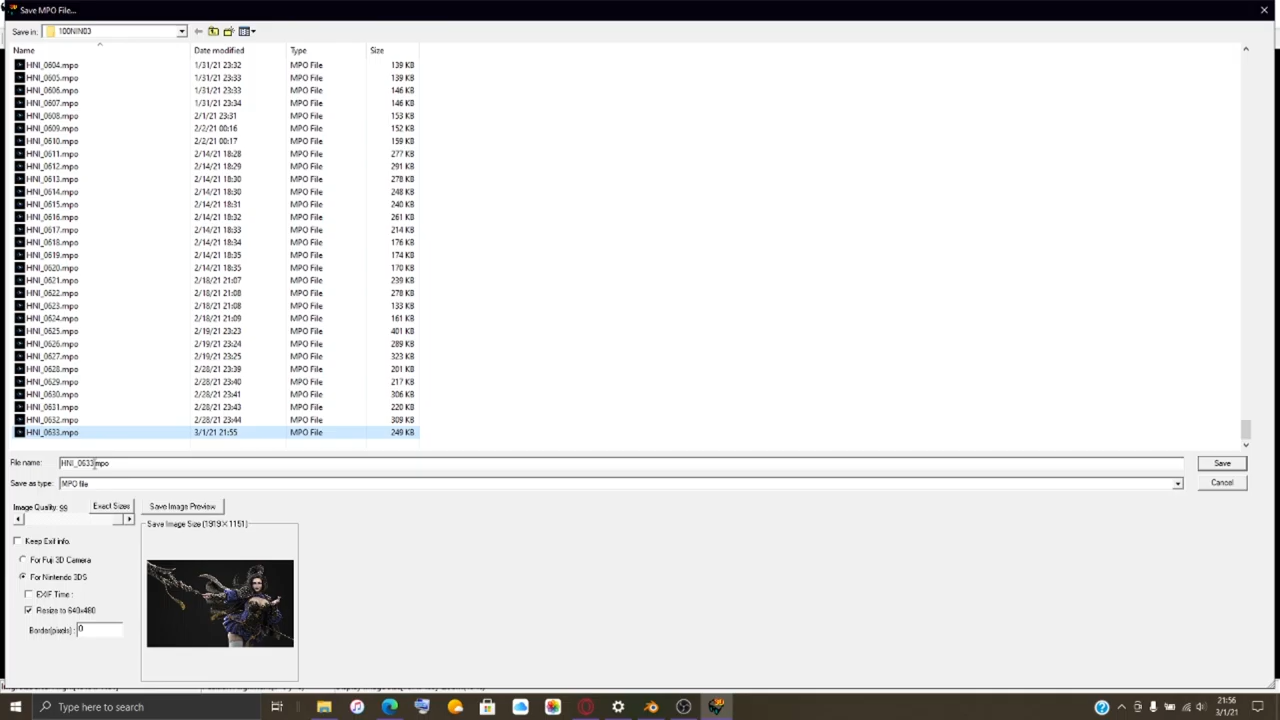 Save MPO File...
Save in: 100NIN03
Name Date modified Type Size
HNI_0604.mpo 1/31/21 23:32 MPO File 139 KB
HNI_0605.mpo 1/31/21 23:33 MPO File 139 KB
HNI_0606.mpo 1/31/21 23:33 MPO File 146 KB
HNI_0607.mpo 1/31/21 23:34 MPO File 146 KB
HNI_0608.mpo 2/1/21 23:31 MPO File 153 KB
HNI_0609.mpo 2/2/21 00:16 MPO File 152 KB
HNI_0610.mpo 2/2/21 00:17 MPO File 159 KB
HNI_0611.mpo 2/14/21 18:28 MPO File 277 KB
HNI_0612.mpo 2/14/21 18:29 MPO File 291 KB
HNI_0613.mpo 2/14/21 18:30 MPO File 278 KB
HNI_0614.mpo 2/14/21 18:30 MPO File 248 KB
HNI_0615.mpo 2/14/21 18:31 MPO File 240 KB
HNI_0616.mpo 2/14/21 18:32 MPO File 261 KB
HNI_0617.mpo 2/14/21 18:33 MPO File 214 KB
HNI_0618.mpo 2/14/21 18:34 MPO File 176 KB
HNI_0619.mpo 2/14/21 18:35 MPO File 174 KB
HNI_0620.mpo 2/14/21 18:35 MPO File 170 KB
HNI_0621.mpo 2/18/21 21:07 MPO File 239 KB
HNI_0622.mpo 2/18/21 21:08 MPO File 278 KB
HNI_0623.mpo 2/18/21 21:08 MPO File 133 KB
HNI_0624.mpo 2/18/21 21:09 MPO File 161 KB
HNI_0625.mpo 2/19/21 23:23 MPO File 401 KB
HNI_0626.mpo 2/19/21 23:24 MPO File 289 KB
HNI_0627.mpo 2/19/21 23:25 MPO File 323 KB
HNI_0628.mpo 2/28/21 23:39 MPO File 201 KB
HNI_0629.mpo 2/28/21 23:40 MPO File 217 KB
HNI_0630.mpo 2/28/21 23:41 MPO File 306 KB
HNI_0631.mpo 2/28/21 23:43 MPO File 220 KB
HNI_0632.mpo 2/28/21 23:44 MPO File 309 KB
HNI_0633.mpo 3/1/21 21:55 MPO File 249 KB
File name: HNI_0633.mpo Save
Save as type: MPO file Cancel
Image Quality: 99 Exact Sizes Save Image Preview
Save Image Size (1919×1151)
Keep Exif info.
For Fuji 3D Camera
For Nintendo 3DS
EXIF Time :
Resize to 640x480
Border(pixels) : 0
Type here to search
21:56
3/1/21